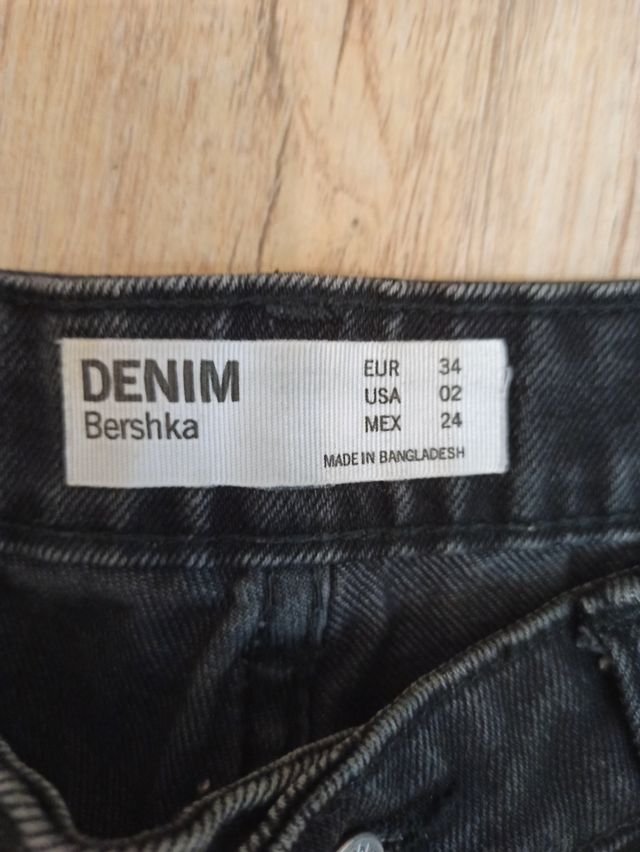 DENIM
Bershka
EUR 34
USA 02
MEX 24
MADE IN BANGLADESH